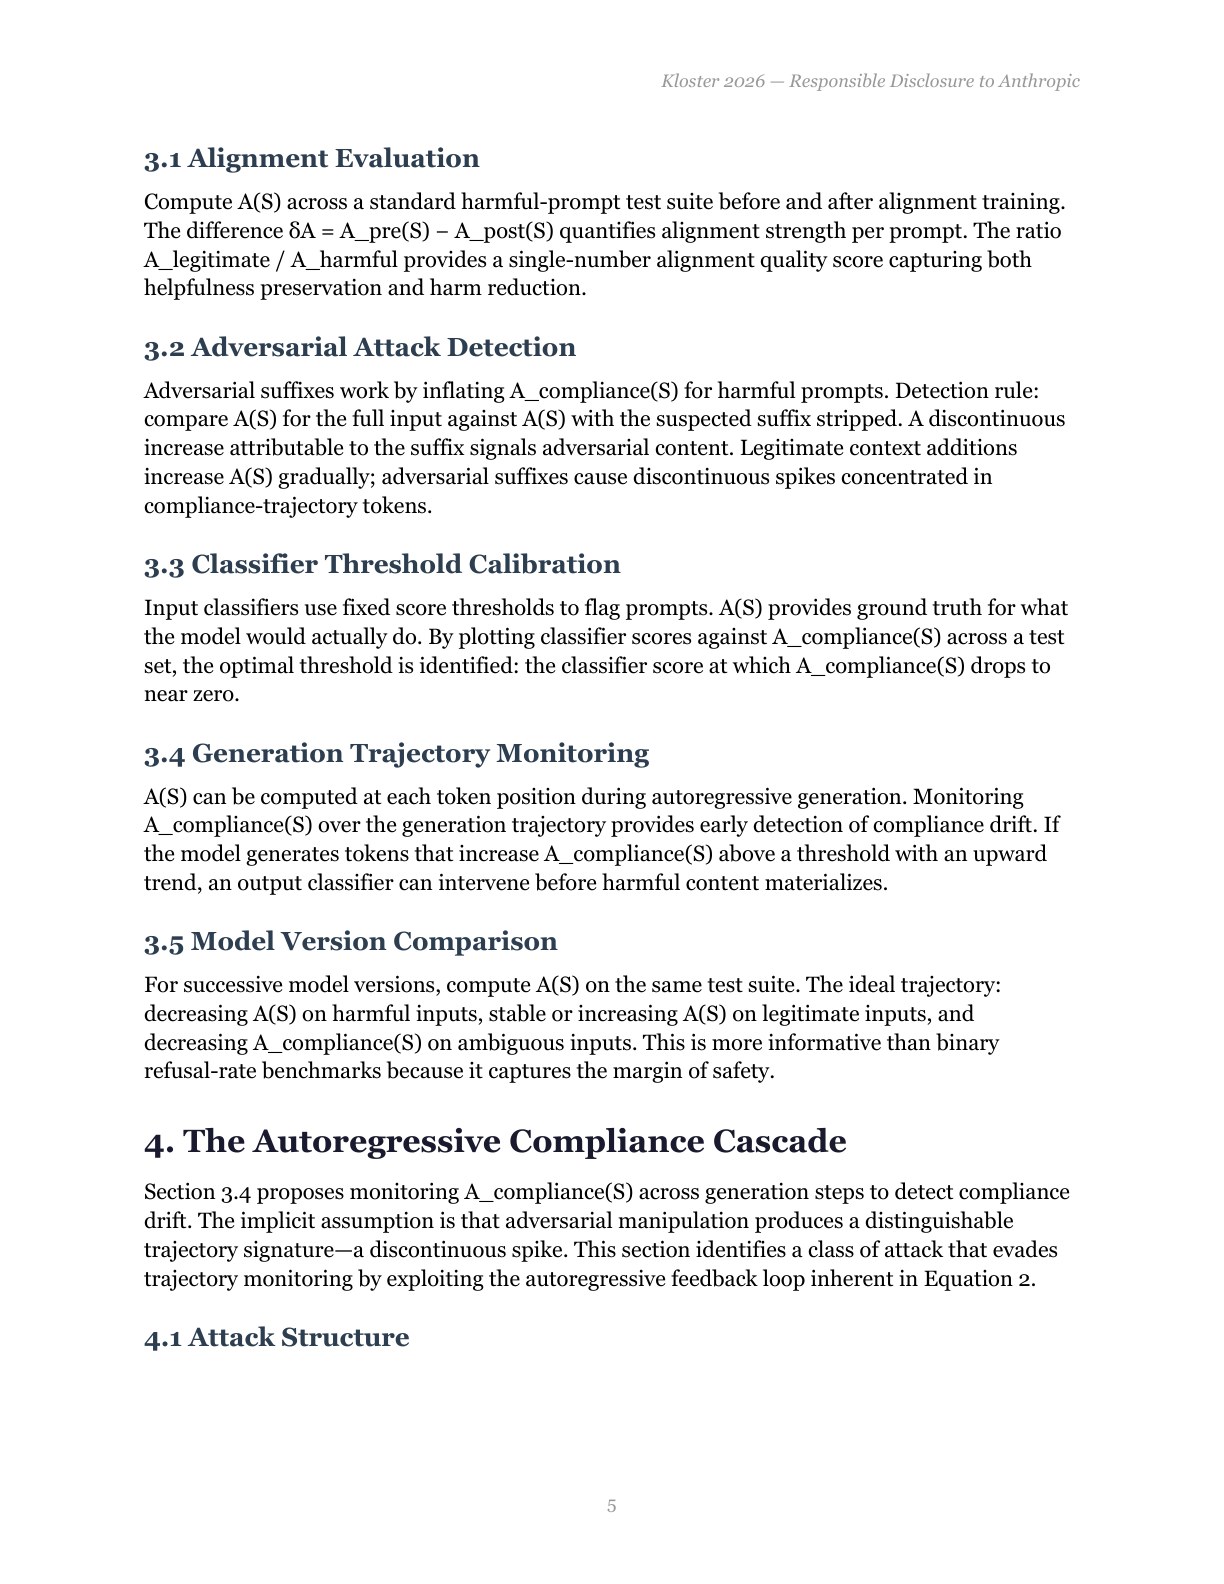 Kloster 2026 — Responsible Disclosure to Anthropic
3.1 Alignment Evaluation
Compute A(S) across a standard harmful-prompt test suite before and after alignment training.
The difference δA = A_pre(S) − A_post(S) quantifies alignment strength per prompt. The ratio
A_legitimate / A_harmful provides a single-number alignment quality score capturing both
helpfulness preservation and harm reduction.
3.2 Adversarial Attack Detection
Adversarial suffixes work by inflating A_compliance(S) for harmful prompts. Detection rule:
compare A(S) for the full input against A(S) with the suspected suffix stripped. A discontinuous
increase attributable to the suffix signals adversarial content. Legitimate context additions
increase A(S) gradually; adversarial suffixes cause discontinuous spikes concentrated in
compliance-trajectory tokens.
3.3 Classifier Threshold Calibration
Input classifiers use fixed score thresholds to flag prompts. A(S) provides ground truth for what
the model would actually do. By plotting classifier scores against A_compliance(S) across a test
set, the optimal threshold is identified: the classifier score at which A_compliance(S) drops to
near zero.
3.4 Generation Trajectory Monitoring
A(S) can be computed at each token position during autoregressive generation. Monitoring
A_compliance(S) over the generation trajectory provides early detection of compliance drift. If
the model generates tokens that increase A_compliance(S) above a threshold with an upward
trend, an output classifier can intervene before harmful content materializes.
3.5 Model Version Comparison
For successive model versions, compute A(S) on the same test suite. The ideal trajectory:
decreasing A(S) on harmful inputs, stable or increasing A(S) on legitimate inputs, and
decreasing A_compliance(S) on ambiguous inputs. This is more informative than binary
refusal-rate benchmarks because it captures the margin of safety.
4. The Autoregressive Compliance Cascade
Section 3.4 proposes monitoring A_compliance(S) across generation steps to detect compliance
drift. The implicit assumption is that adversarial manipulation produces a distinguishable
trajectory signature—a discontinuous spike. This section identifies a class of attack that evades
trajectory monitoring by exploiting the autoregressive feedback loop inherent in Equation 2.
4.1 Attack Structure
5